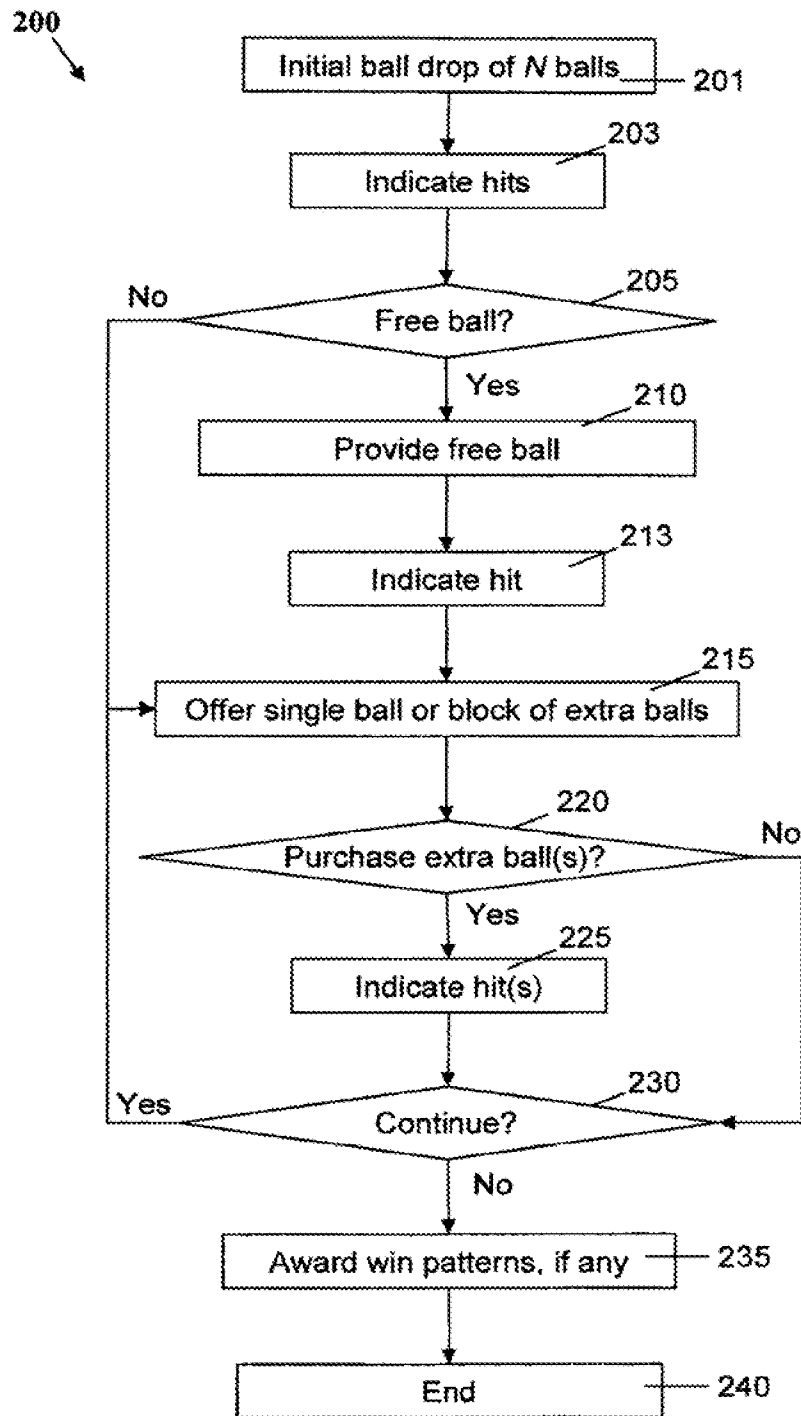 200
Initial ball drop of N balls
201
203
Indicate hits
No
205
Free ball?
Yes
210
Provide free ball
213
Indicate hit
215
Offer single ball or block of extra balls
220
No
Purchase extra ball(s)?
Yes
225
Indicate hit(s)
230
Yes
Continue?
No
Award win patterns, if any
235
End
240